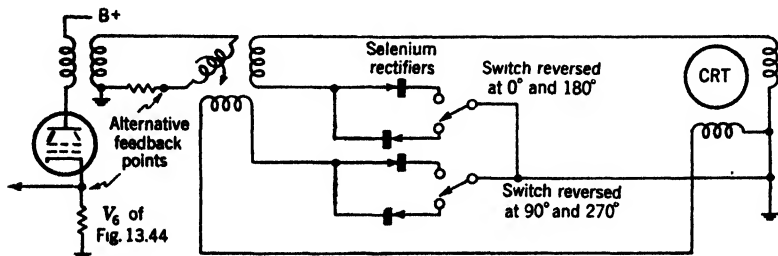 B+
Selenium
rectifiers
Switch reversed
at 0° and 180°
CRT
Alternative
feedback
points
V6 of
Fig. 13.44
Switch reversed
at 90° and 270°